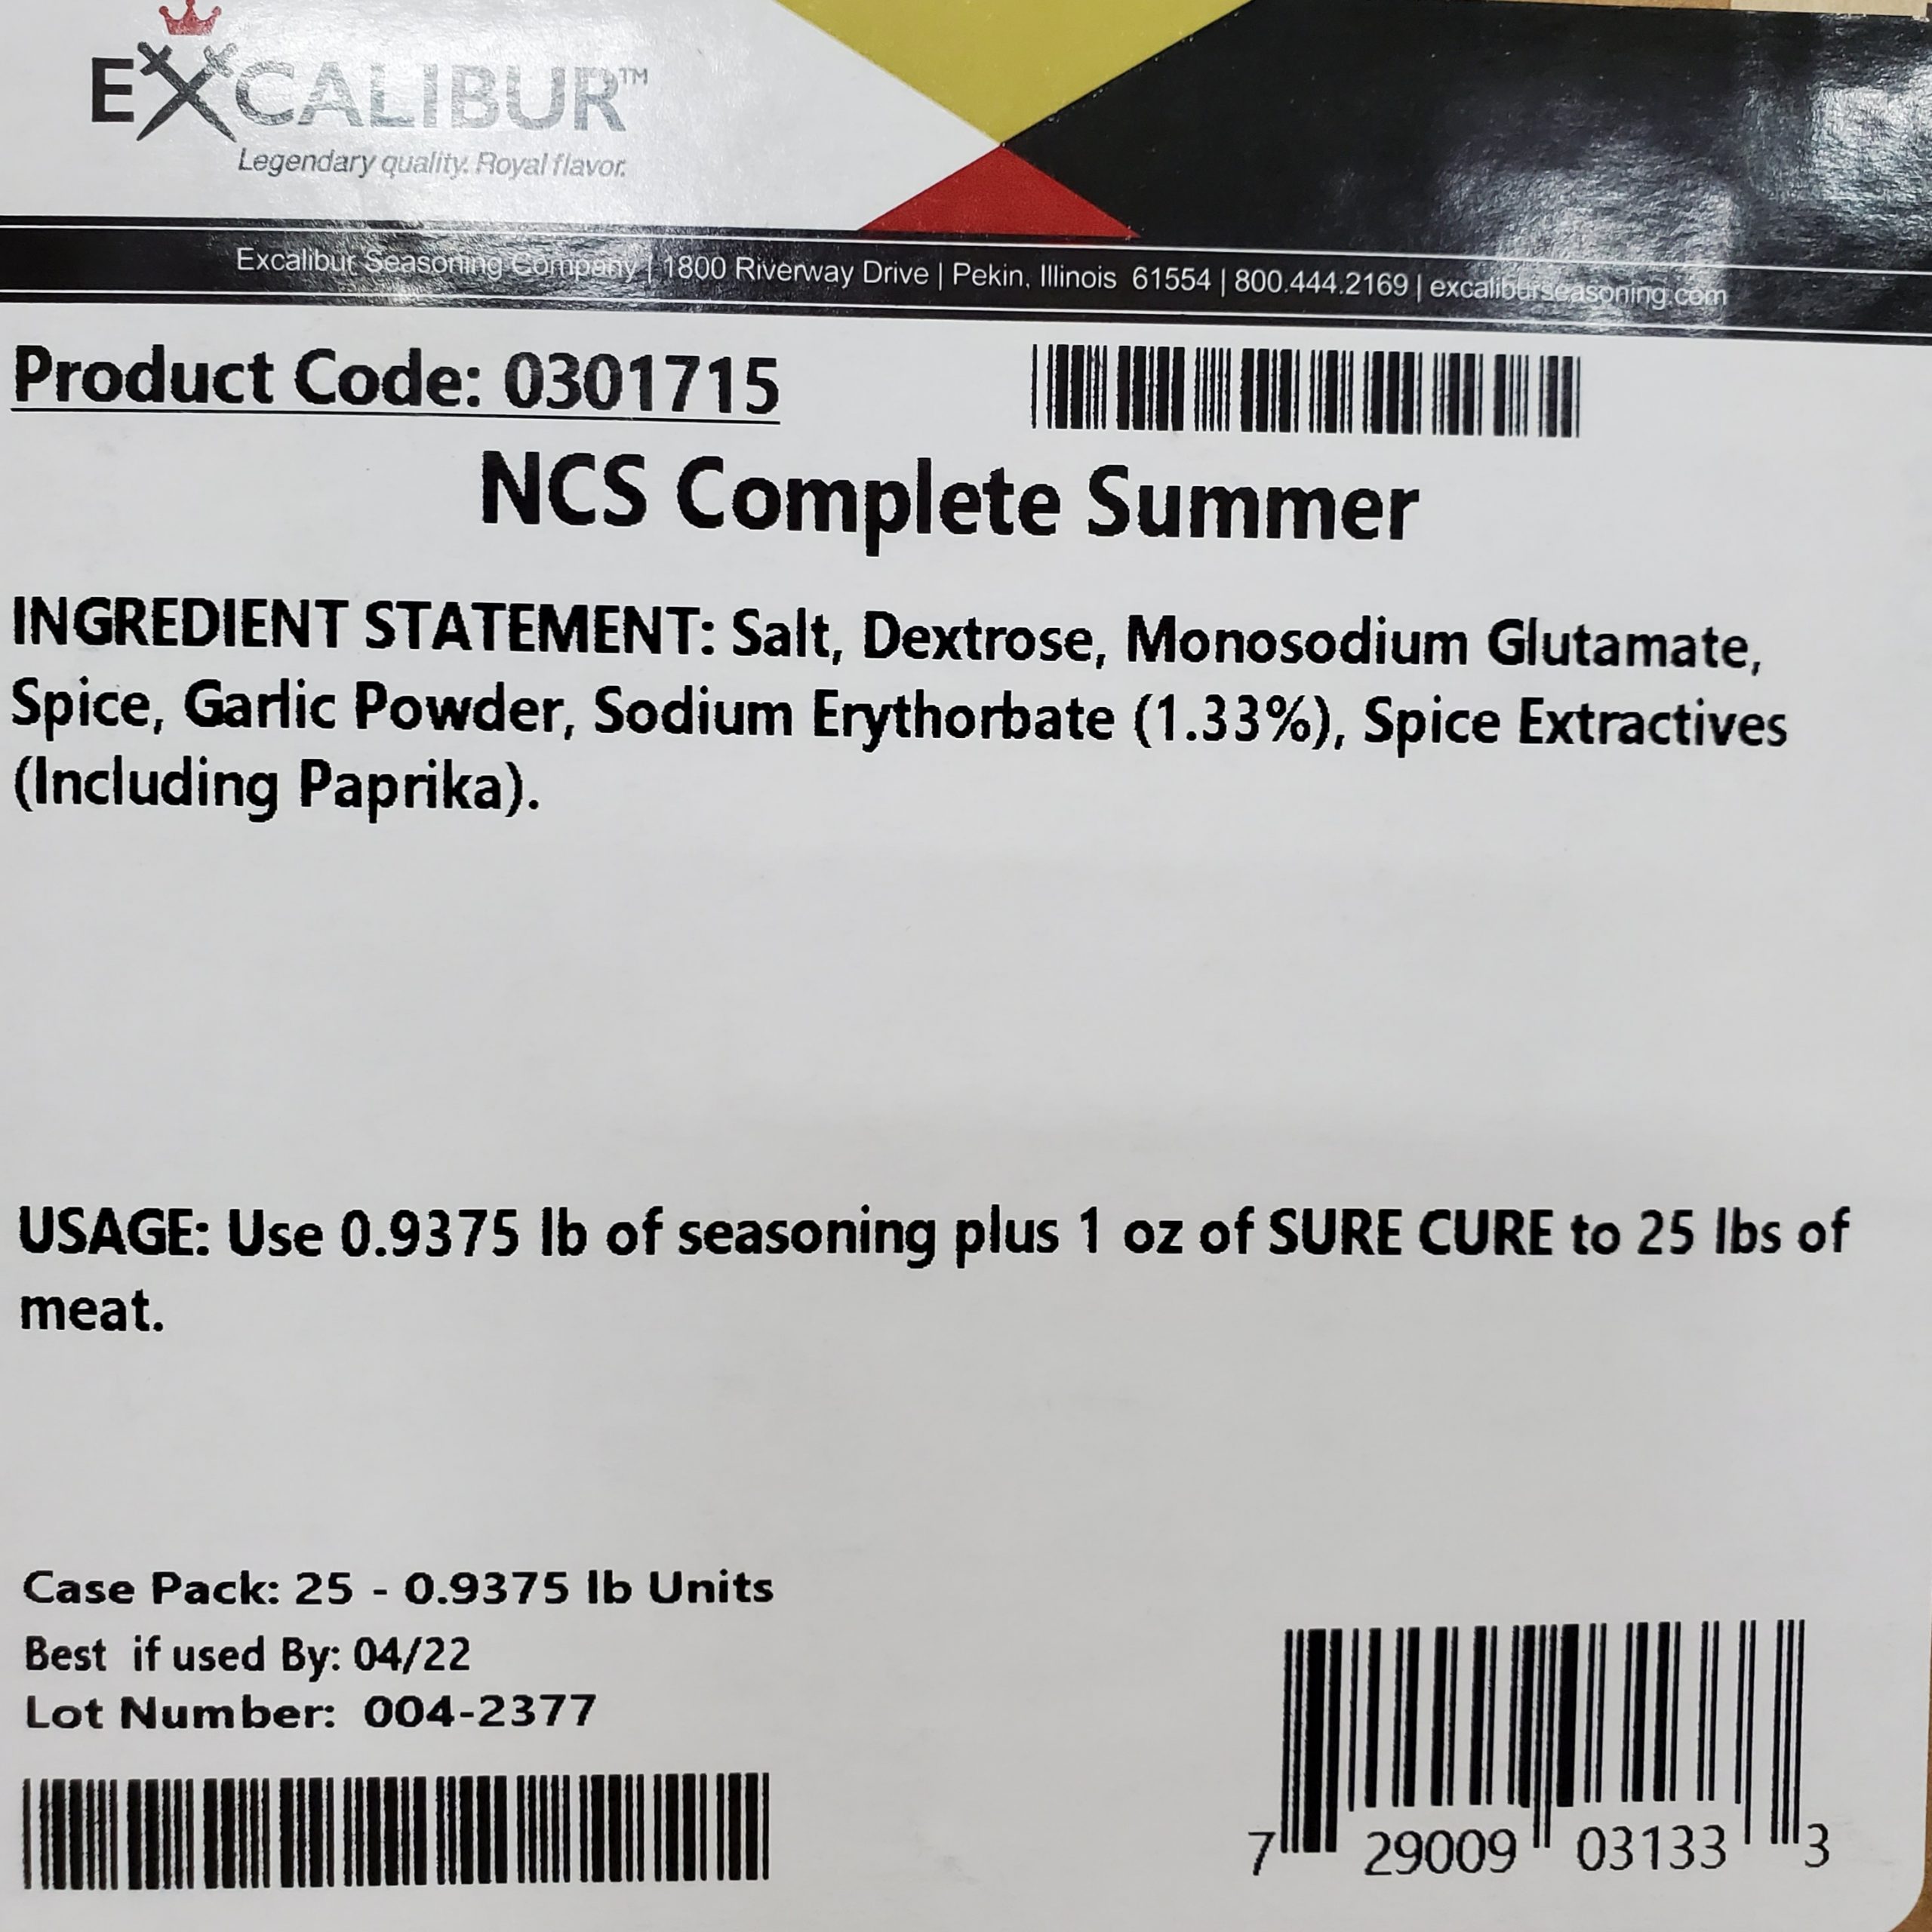 EXCALIBUR™
Legendary quality. Royal flavor.
Excalibur Seasoning Company | 1800 Riverway Drive | Pekin, Illinois 61554 | 800.444.2169 | excaliburseasoning.com
Product Code: 0301715
NCS Complete Summer
INGREDIENT STATEMENT: Salt, Dextrose, Monosodium Glutamate,
Spice, Garlic Powder, Sodium Erythorbate (1.33%), Spice Extractives
(Including Paprika).
USAGE: Use 0.9375 lb of seasoning plus 1 oz of SURE CURE to 25 lbs of
meat.
Case Pack: 25 - 0.9375 lb Units
Best if used By: 04/22
Lot Number: 004-2377
7 29009 03133 3